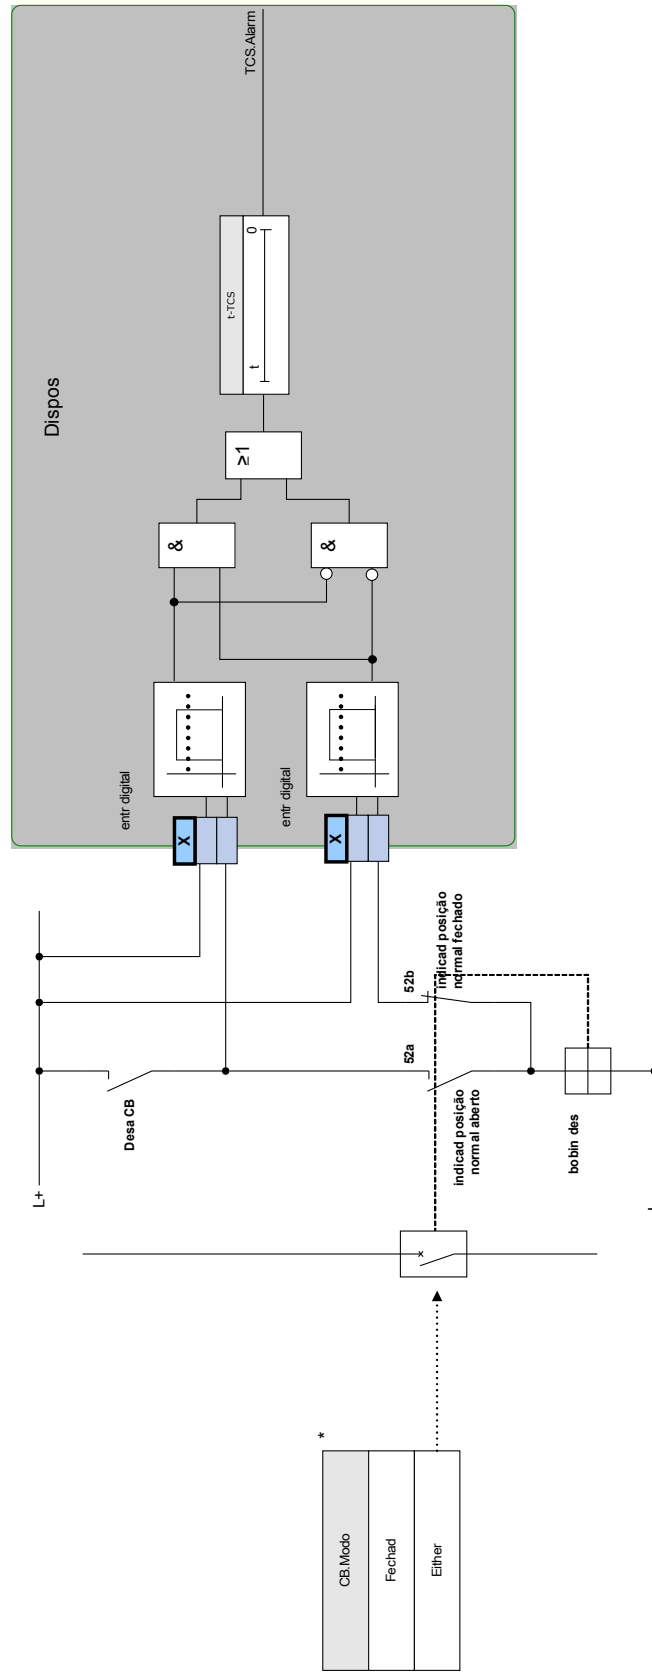 Dispos
TCS.Alarm
t-TCS
t
0
≥1
&
&
entr digital
entr digital
X
X
L+
Desa CB
52a
52b
indicad posição
normal fechado
indicad posição
normal aberto
bobin des
*
CB.Modo
Fechad
Either